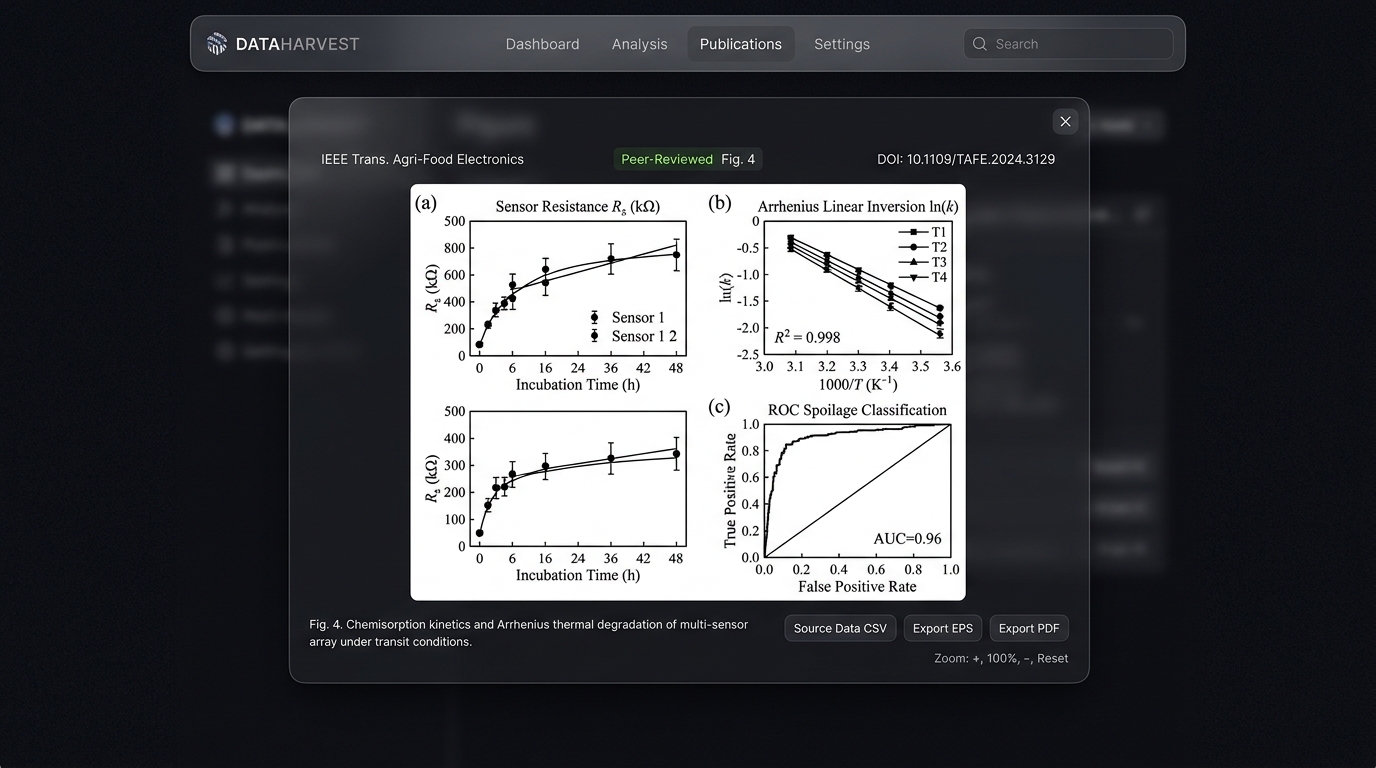 DATAHARVEST
Dashboard
Analysis
Publications
Settings
Search
IEEE Trans. Agri-Food Electronics
Peer-Reviewed Fig. 4
DOI: 10.1109/TAFE.2024.3129
(a)
Sensor Resistance Rs (kΩ)
500
800
600
400
200
0
Rs (kΩ)
Sensor 1
Sensor 1 2
0 6 16 24 36 42 48
Incubation Time (h)
500
400
300
200
100
0
Rs (kΩ)
0 6 16 24 36 42 48
Incubation Time (h)
(b)
Arrhenius Linear Inversion ln(k)
0
-0.5
-1.0
-1.5
-2.0
-2.5
ln(k)
T1
T2
T3
T4
R² = 0.998
3.0 3.1 3.2 3.3 3.4 3.5 3.6
1000/T (K⁻¹)
(c)
ROC Spoilage Classification
1.0
0.8
0.6
0.4
0.2
0.0
True Positive Rate
AUC=0.96
0.0 0.2 0.4 0.6 0.8 1.0
False Positive Rate
Fig. 4. Chemisorption kinetics and Arrhenius thermal degradation of multi-sensor
array under transit conditions.
Source Data CSV
Export EPS
Export PDF
Zoom: +, 100%, −, Reset